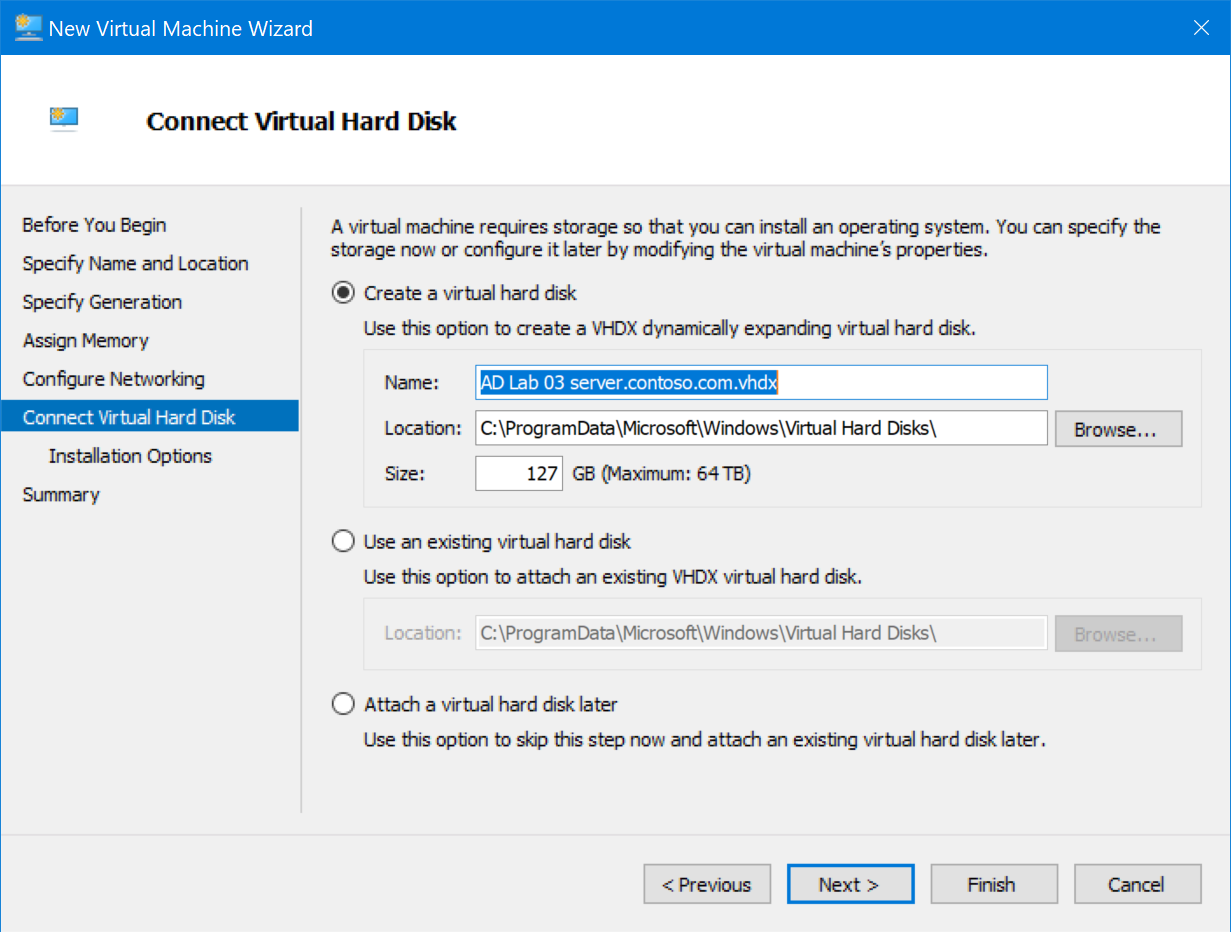 New Virtual Machine Wizard
Connect Virtual Hard Disk
Before You Begin
Specify Name and Location
Specify Generation
Assign Memory
Configure Networking
Connect Virtual Hard Disk
Installation Options
Summary
A virtual machine requires storage so that you can install an operating system. You can specify the
storage now or configure it later by modifying the virtual machine's properties.
Create a virtual hard disk
Use this option to create a VHDX dynamically expanding virtual hard disk.
Name: AD Lab 03 server.contoso.com.vhdx
Location: C:\ProgramData\Microsoft\Windows\Virtual Hard Disks\ Browse...
Size: 127 GB (Maximum: 64 TB)
Use an existing virtual hard disk
Use this option to attach an existing VHDX virtual hard disk.
Location: C:\ProgramData\Microsoft\Windows\Virtual Hard Disks\ Browse...
Attach a virtual hard disk later
Use this option to skip this step now and attach an existing virtual hard disk later.
< Previous Next > Finish Cancel